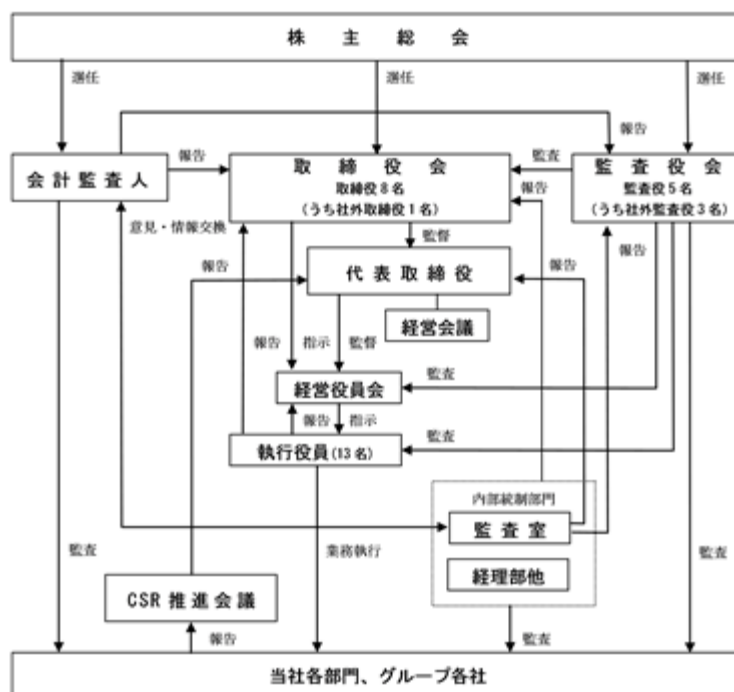 株主総会
選任
選任
選任
報告
会計監査人
報告
取締役会
取締役8名
(うち社外取締役1名)
監査
監査役会
監査役5名
(うち社外監査役3名)
報告
意見・情報交換
監督
報告
代表取締役
報告
報告
経営会議
報告
指示
監督
経営役員会
監査
報告
指示
執行役員(13名)
監査
内部統制部門
監査室
監査
業務執行
監査
経理部他
CSR推進会議
報告
監査
当社各部門、グループ各社